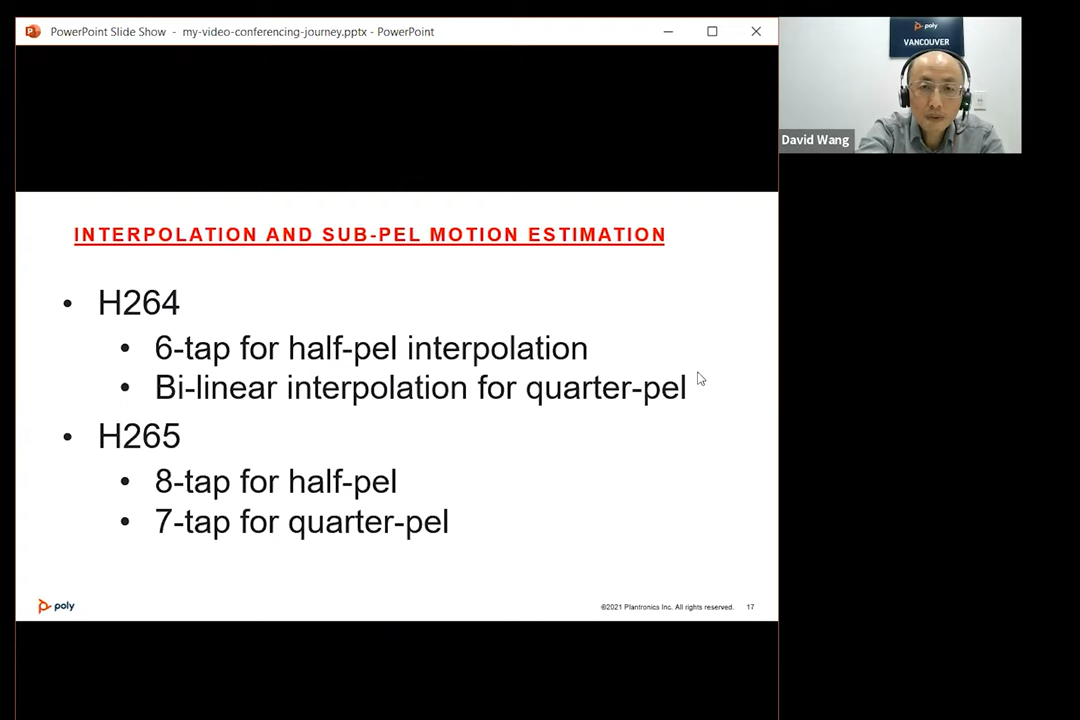 PowerPoint Slide Show - my-video-conferencing-journey.pptx - PowerPoint
poly
VANCOUVER
David Wang
INTERPOLATION AND SUB-PEL MOTION ESTIMATION
• H264
• 6-tap for half-pel interpolation
• Bi-linear interpolation for quarter-pel
• H265
• 8-tap for half-pel
• 7-tap for quarter-pel
poly
©2021 Plantronics Inc. All rights reserved. 17